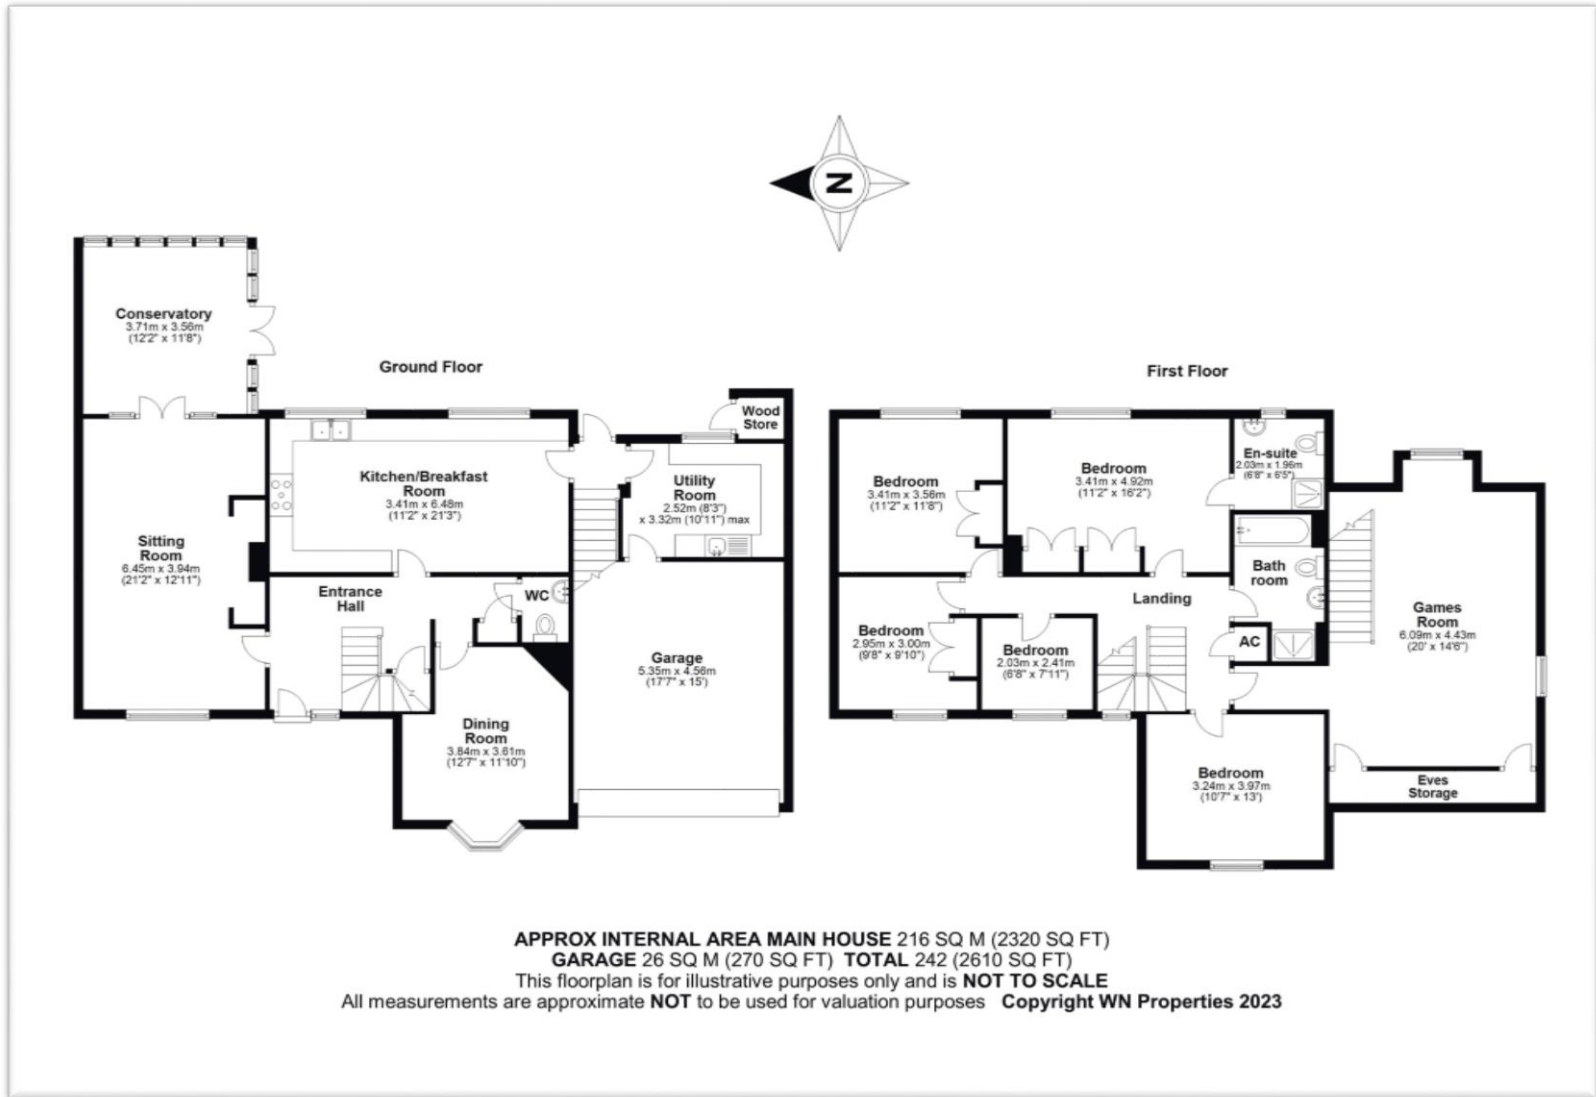 N
Ground Floor
Conservatory
3.71m x 3.56m
(12'2" x 11'8")
Wood
Store
Kitchen/Breakfast
Room
3.41m x 6.48m
(11'2" x 21'3")
Utility
Room
2.52m (8'3")
x 3.32m (10'11") max
Sitting
Room
6.45m x 3.94m
(21'2" x 12'11")
Entrance
Hall
WC
Garage
5.35m x 4.56m
(17'7" x 15')
Dining
Room
3.84m x 3.61m
(12'7" x 11'10")
First Floor
Bedroom
3.41m x 3.56m
(11'2" x 11'8")
Bedroom
3.41m x 4.92m
(11'2" x 16'2")
En-suite
2.03m x 1.96m
(6'8" x 6'5")
Bath
room
Landing
AC
Games
Room
6.09m x 4.43m
(20' x 14'6")
Bedroom
2.95m x 3.00m
(9'8" x 9'10")
Bedroom
2.03m x 2.41m
(6'8" x 7'11")
Bedroom
3.24m x 3.97m
(10'7" x 13')
Eves
Storage
APPROX INTERNAL AREA MAIN HOUSE 216 SQ M (2320 SQ FT)
GARAGE 26 SQ M (270 SQ FT) TOTAL 242 (2610 SQ FT)
This floorplan is for illustrative purposes only and is NOT TO SCALE
All measurements are approximate NOT to be used for valuation purposes Copyright WN Properties 2023